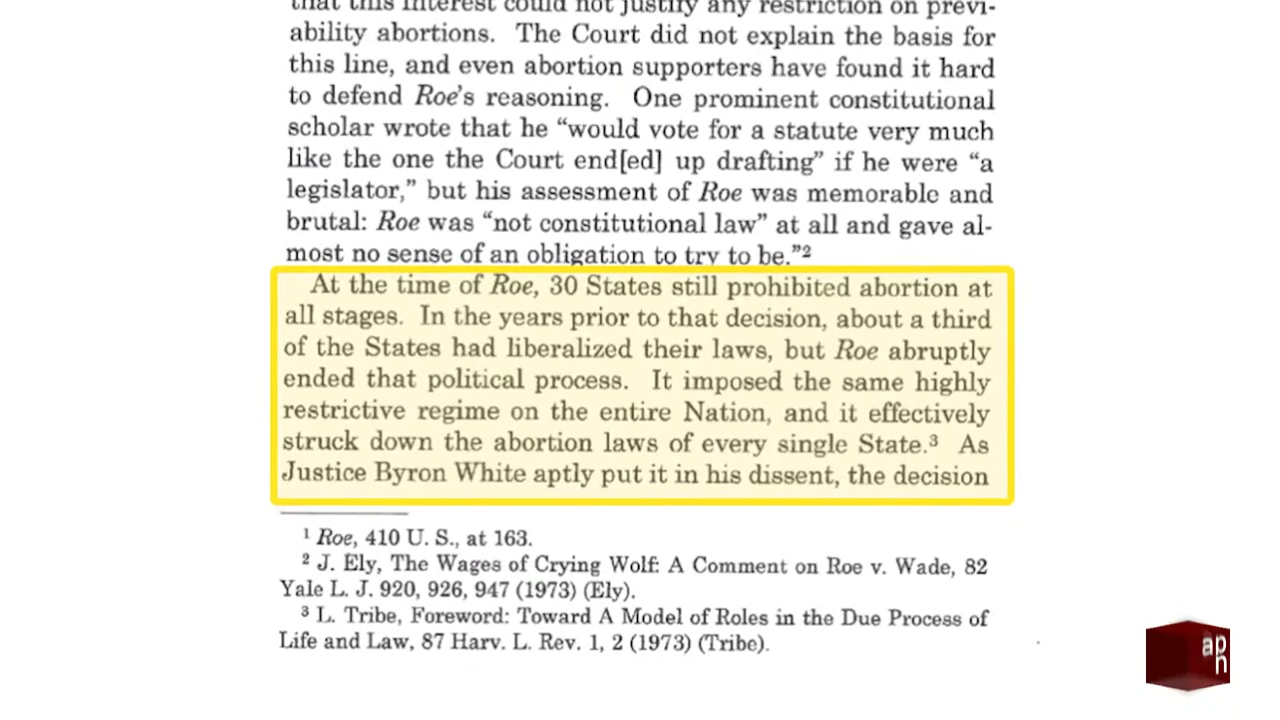 that this interest could not justify any restriction on previ-
ability abortions. The Court did not explain the basis for
this line, and even abortion supporters have found it hard
to defend Roe's reasoning. One prominent constitutional
scholar wrote that he “would vote for a statute very much
like the one the Court end[ed] up drafting” if he were “a
legislator,” but his assessment of Roe was memorable and
brutal: Roe was “not constitutional law” at all and gave al-
most no sense of an obligation to try to be.”2
At the time of Roe, 30 States still prohibited abortion at
all stages. In the years prior to that decision, about a third
of the States had liberalized their laws, but Roe abruptly
ended that political process. It imposed the same highly
restrictive regime on the entire Nation, and it effectively
struck down the abortion laws of every single State.3 As
Justice Byron White aptly put it in his dissent, the decision
1 Roe, 410 U. S., at 163.
2 J. Ely, The Wages of Crying Wolf: A Comment on Roe v. Wade, 82
Yale L. J. 920, 926, 947 (1973) (Ely).
3 L. Tribe, Foreword: Toward A Model of Roles in the Due Process of
Life and Law, 87 Harv. L. Rev. 1, 2 (1973) (Tribe).
ap
n